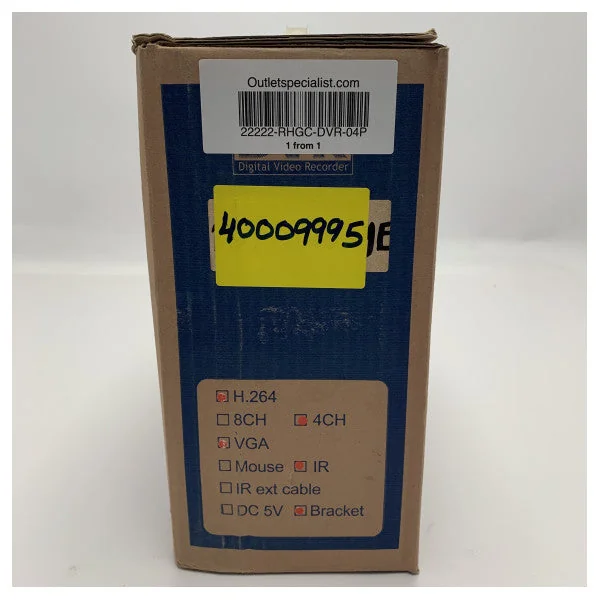 Outletspecialist.com
22222-RHGC-DVR-04P
1 from 1
Digital Video Recorder
400099951E
H.264
8CH 4CH
VGA
Mouse IR
IR ext cable
DC 5V Bracket